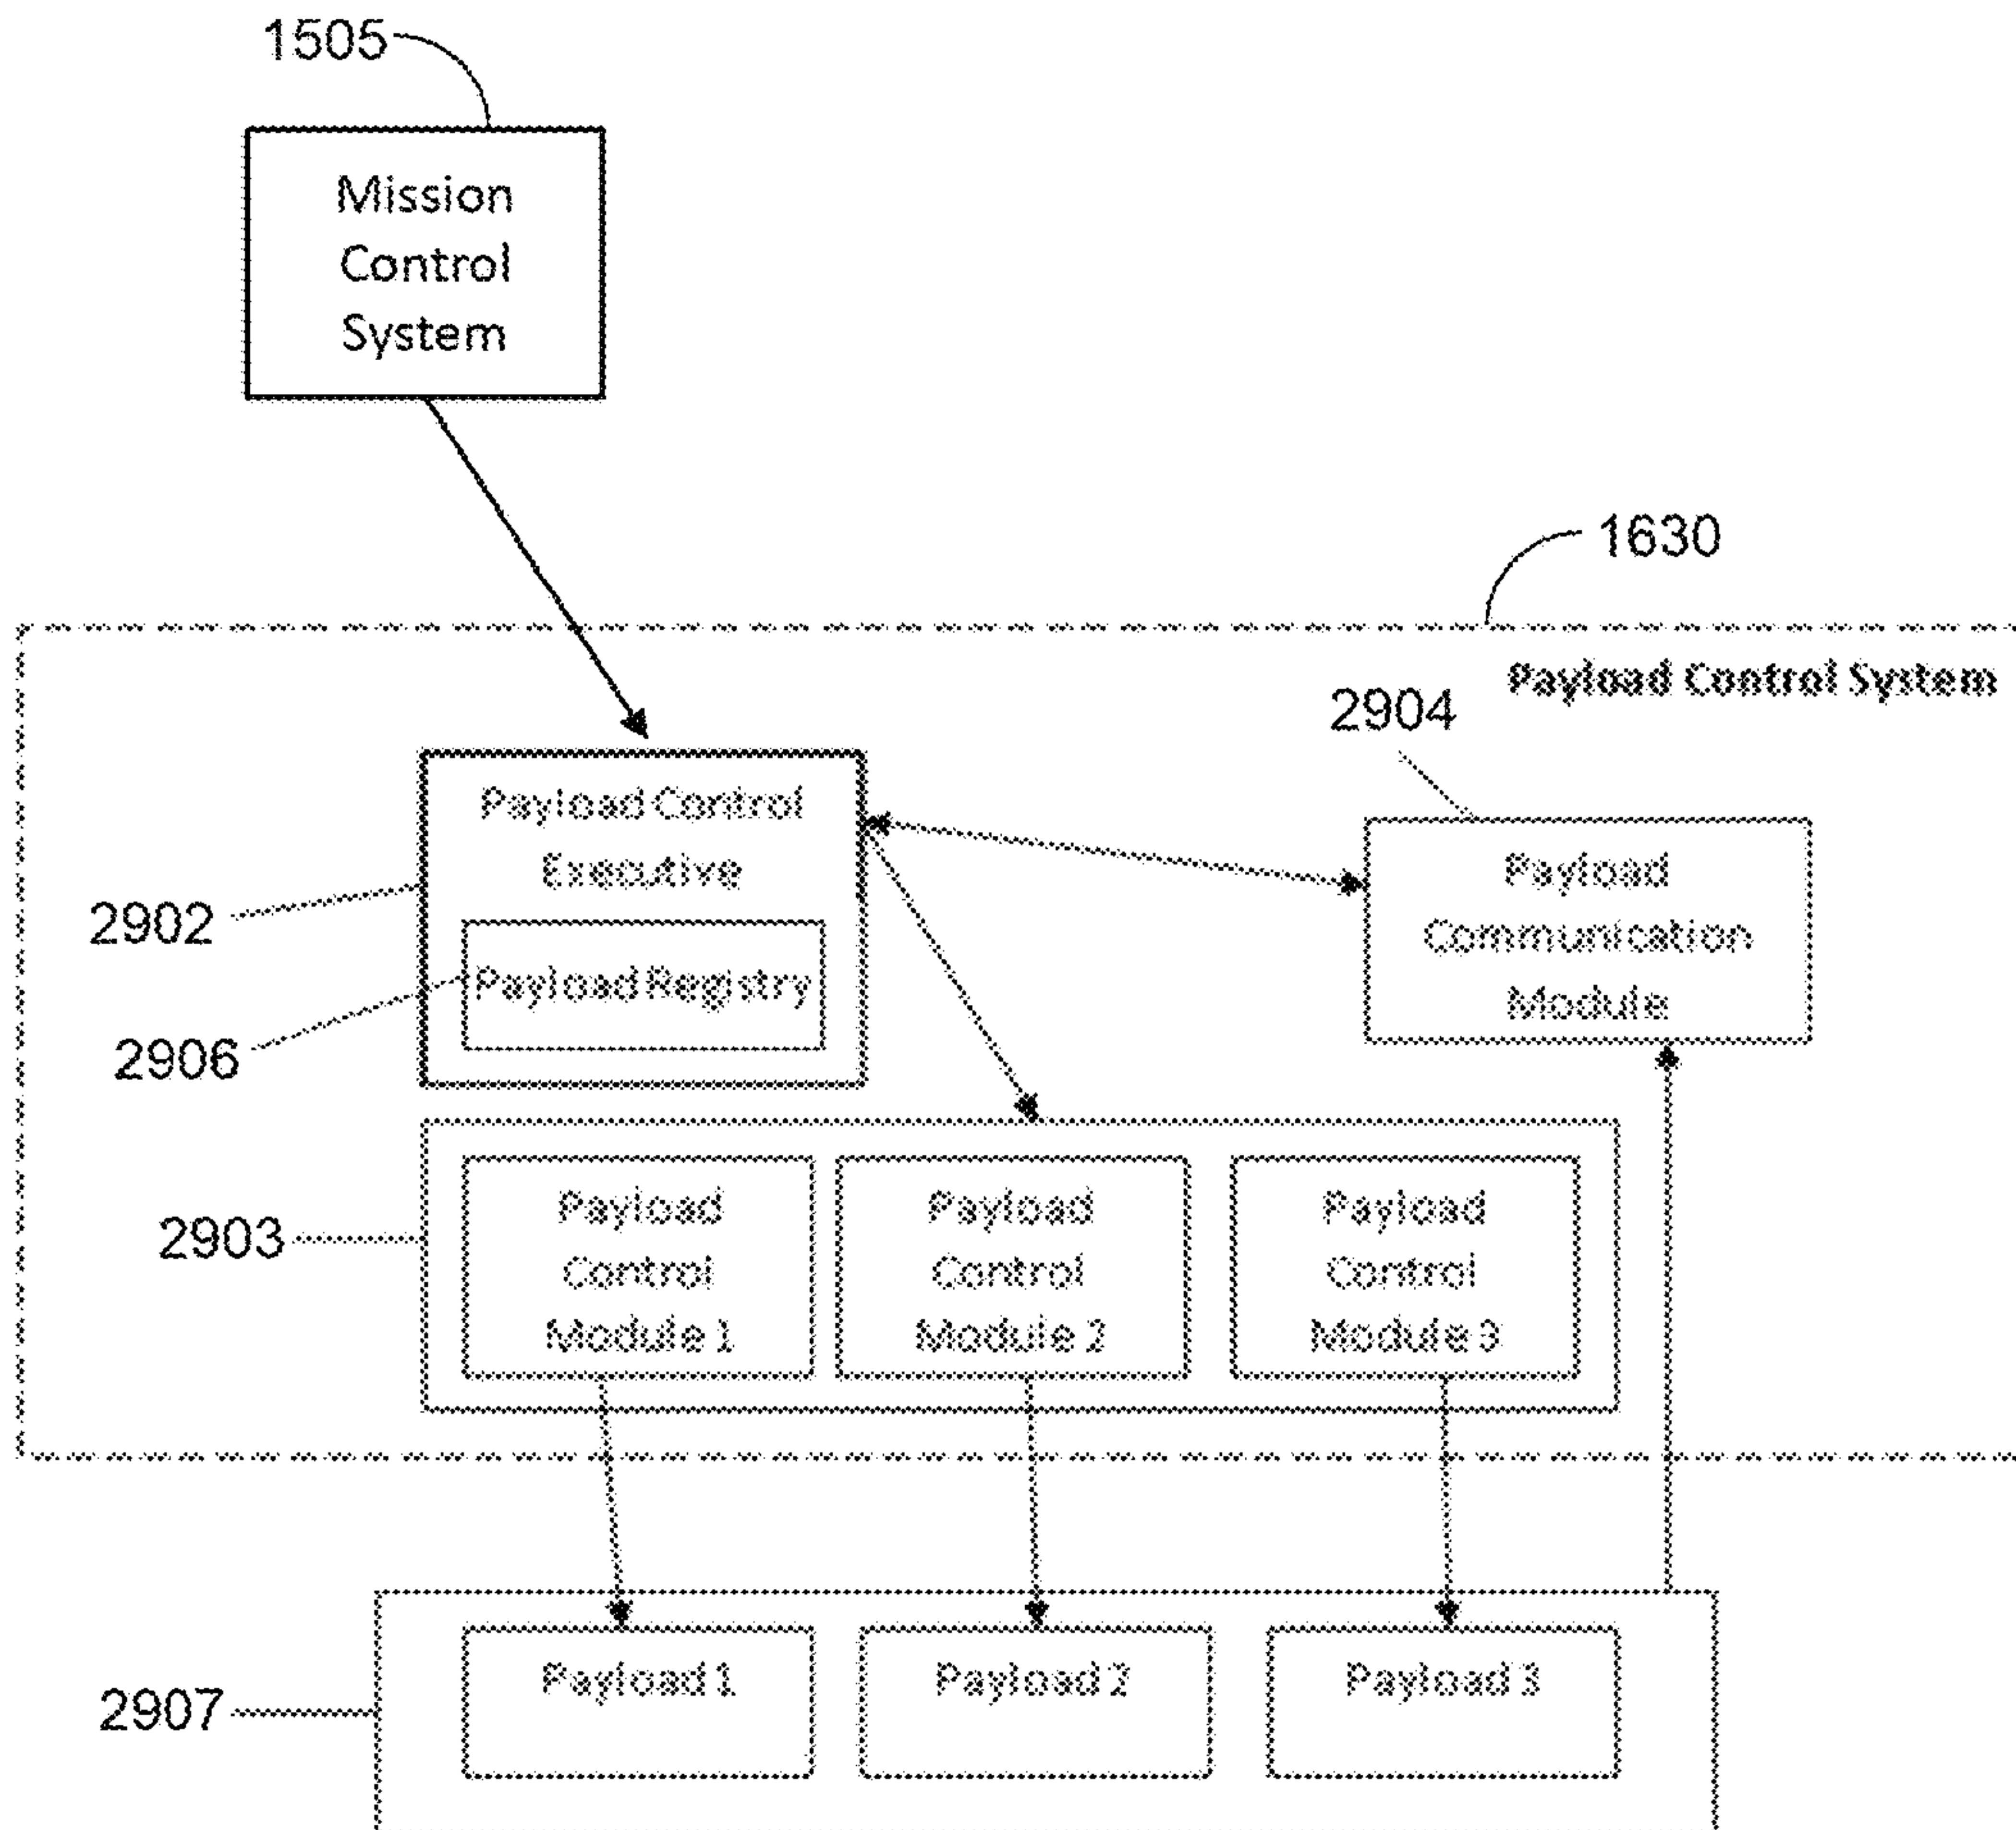 1505
Mission
Control
System
1630
Payload Control System
2904
Payload Control
Executive
Payload
Communication
Module
2902
Payload Registry
2906
Payload
Control
Module 1
Payload
Control
Module 2
Payload
Control
Module 3
2903
Payload 1
Payload 2
Payload 3
2907